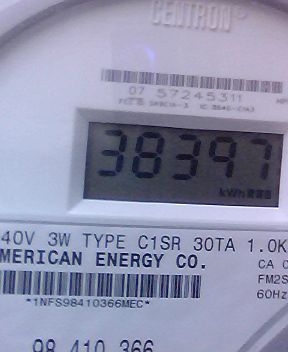 CENTRON®
07 57245311
38397
kWh
40V 3W TYPE C1SR 30TA 1.0K
MERICAN ENERGY CO.
CA 0
FM2S
60Hz
*1NFS98410366MEC*
98 410 366